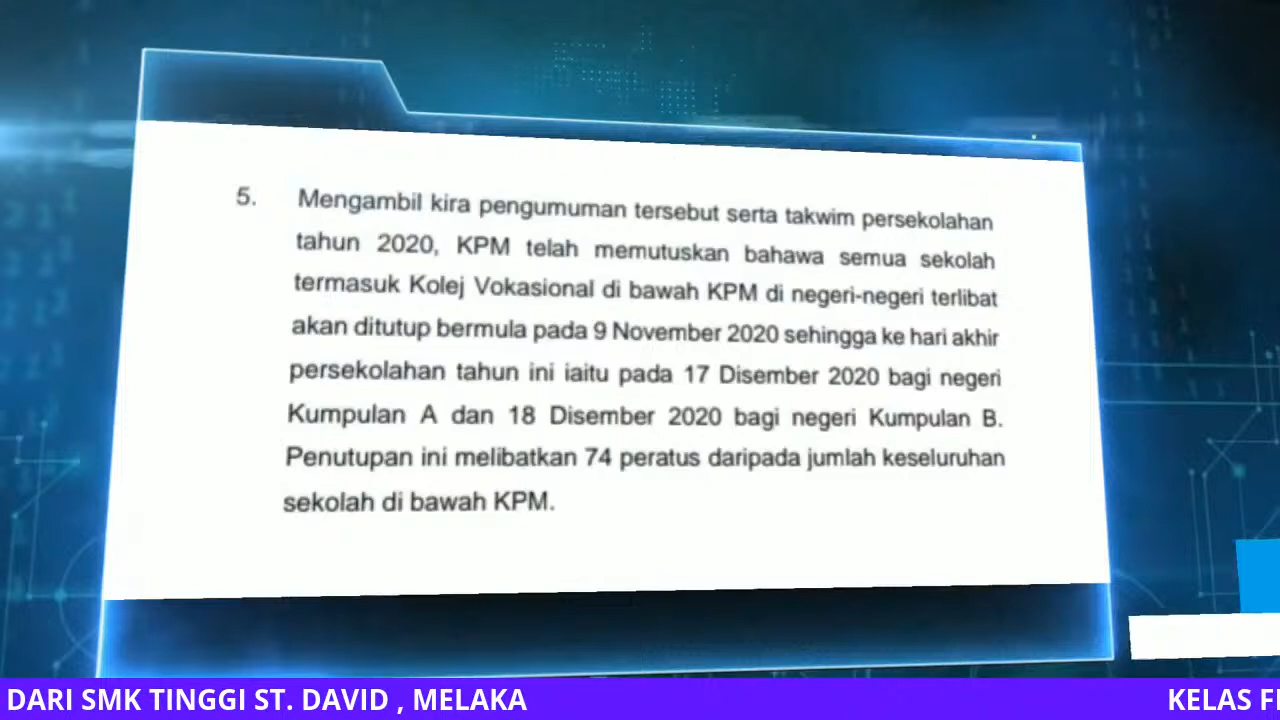 5. Mengambil kira pengumuman tersebut serta takwim persekolahan
tahun 2020, KPM telah memutuskan bahawa semua sekolah
termasuk Kolej Vokasional di bawah KPM di negeri-negeri terlibat
akan ditutup bermula pada 9 November 2020 sehingga ke hari akhir
persekolahan tahun ini iaitu pada 17 Disember 2020 bagi negeri
Kumpulan A dan 18 Disember 2020 bagi negeri Kumpulan B.
Penutupan ini melibatkan 74 peratus daripada jumlah keseluruhan
sekolah di bawah KPM.
DARI SMK TINGGI ST. DAVID , MELAKA
KELAS